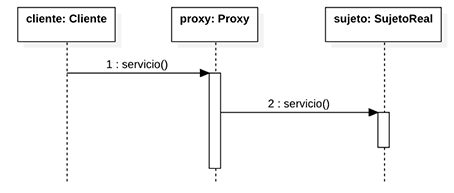 cliente: Cliente
proxy: Proxy
sujeto: SujetoReal
1 : servicio()
2 : servicio()